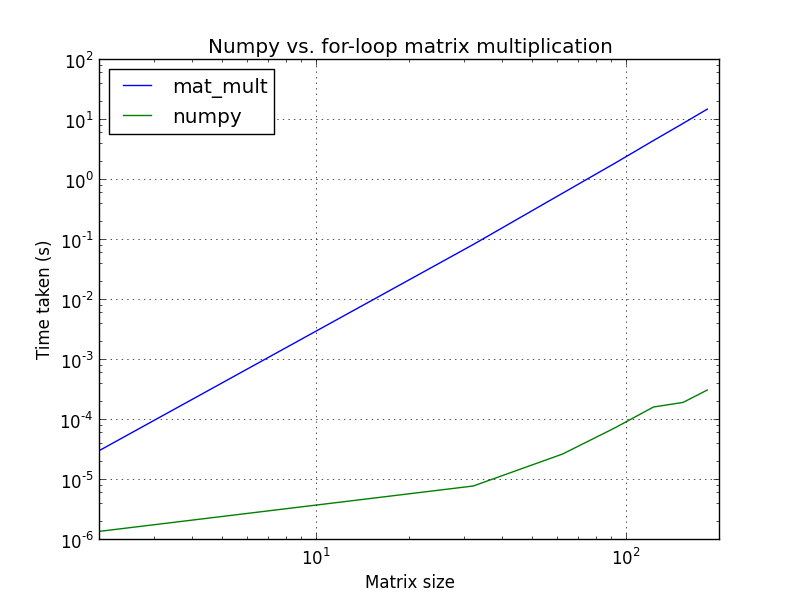 Numpy vs. for-loop matrix multiplication
mat_mult
numpy
10^2
10^1
10^0
10^-1
10^-2
10^-3
10^-4
10^-5
10^-6
Time taken (s)
10^1 10^2
Matrix size